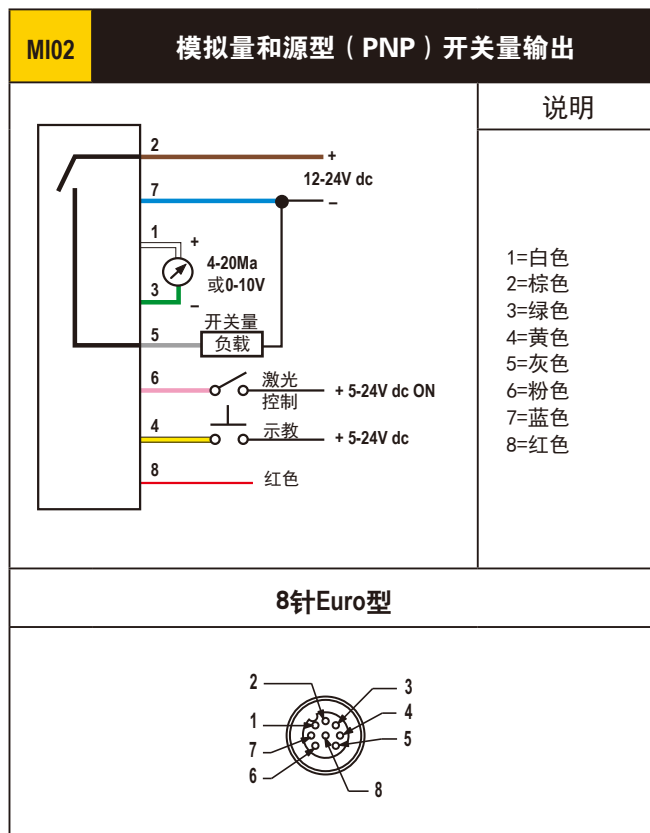 MI02
模拟量和源型（PNP）开关量输出
说明
2
+
12-24V dc
7
–
1
+
4-20Ma
或0-10V
3
–
开关量
5
负载
6
激光
控制
+ 5-24V dc ON
4
示教
+ 5-24V dc
8
红色
1=白色
2=棕色
3=绿色
4=黄色
5=灰色
6=粉色
7=蓝色
8=红色
8针Euro型
2
3
1
4
7
5
6
8